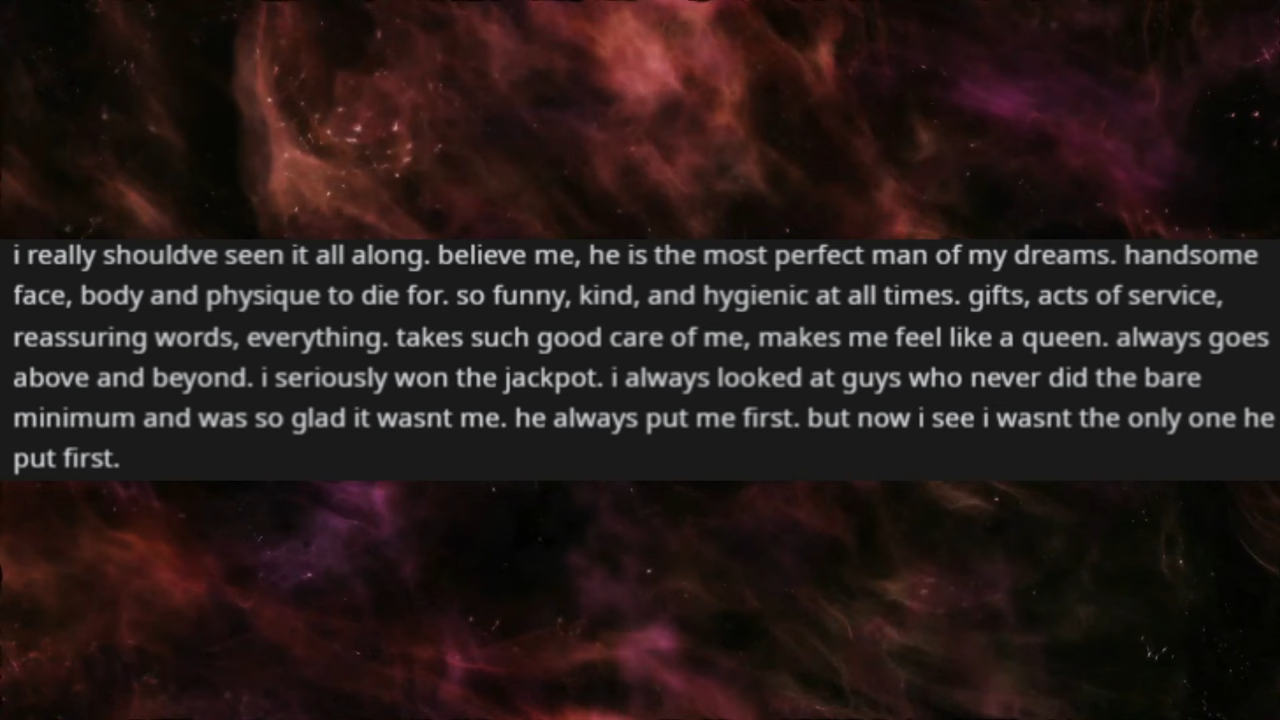 i really shouldve seen it all along. believe me, he is the most perfect man of my dreams. handsome
face, body and physique to die for. so funny, kind, and hygienic at all times. gifts, acts of service,
reassuring words, everything. takes such good care of me, makes me feel like a queen. always goes
above and beyond. i seriously won the jackpot. i always looked at guys who never did the bare
minimum and was so glad it wasnt me. he always put me first. but now i see i wasnt the only one he
put first.